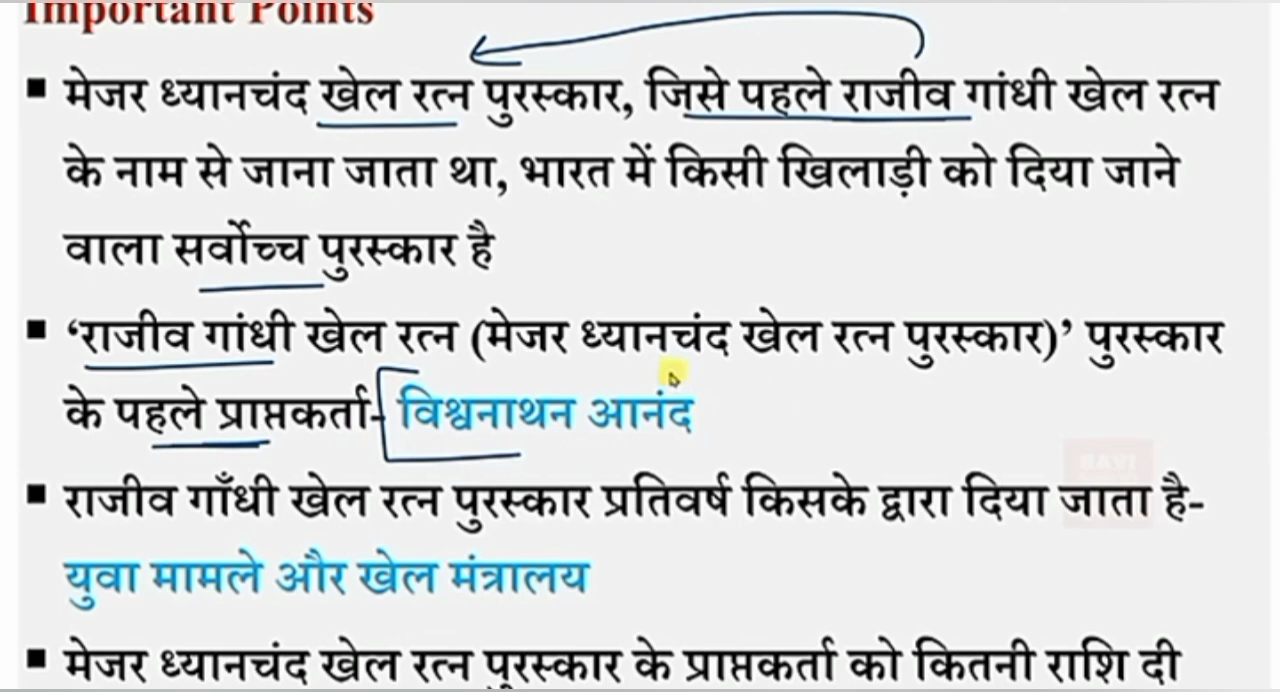 Important Points
▪ मेजर ध्यानचंद खेल रत्न पुरस्कार, जिसे पहले राजीव गांधी खेल रत्न
के नाम से जाना जाता था, भारत में किसी खिलाड़ी को दिया जाने
वाला सर्वोच्च पुरस्कार है
▪ ‘राजीव गांधी खेल रत्न (मेजर ध्यानचंद खेल रत्न पुरस्कार)’ पुरस्कार
के पहले प्राप्तकर्ता- विश्वनाथन आनंद
▪ राजीव गाँधी खेल रत्न पुरस्कार प्रतिवर्ष किसके द्वारा दिया जाता है-
युवा मामले और खेल मंत्रालय
▪ मेजर ध्यानचंद खेल रत्न पुरस्कार के प्राप्तकर्ता को कितनी राशि दी